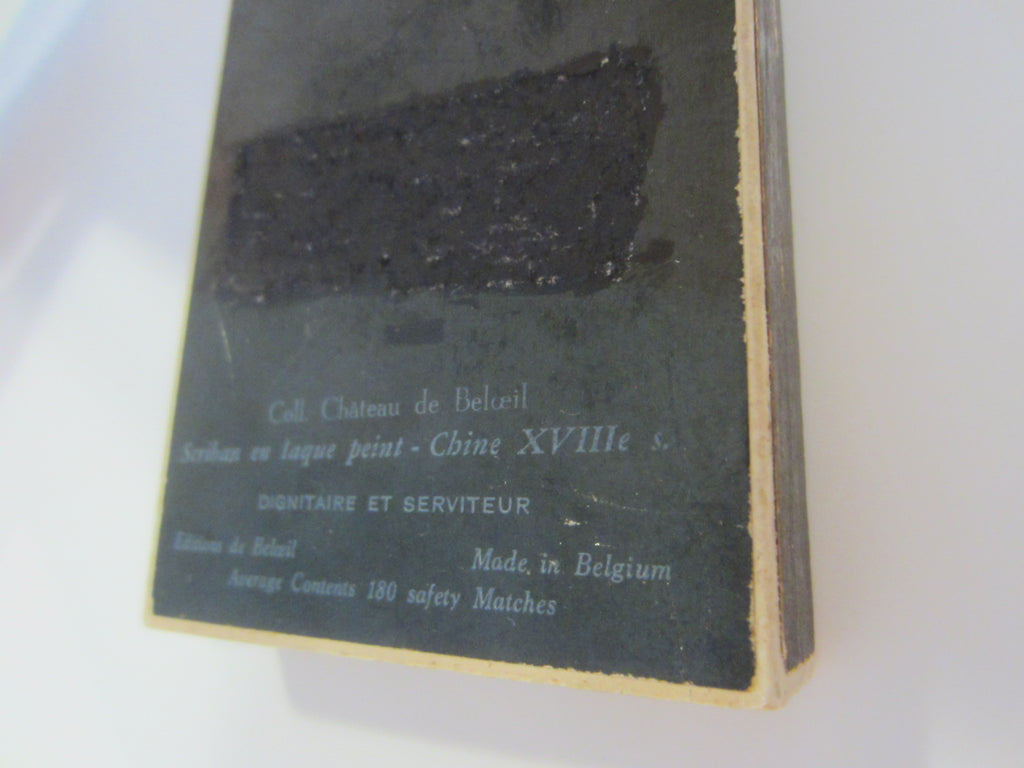 Coll. Château de Belœil
Scriban en laque peint - Chine XVIIIe s.
DIGNITAIRE ET SERVITEUR
Editions de Belœil
Made in Belgium
Average Contents 180 safety Matches